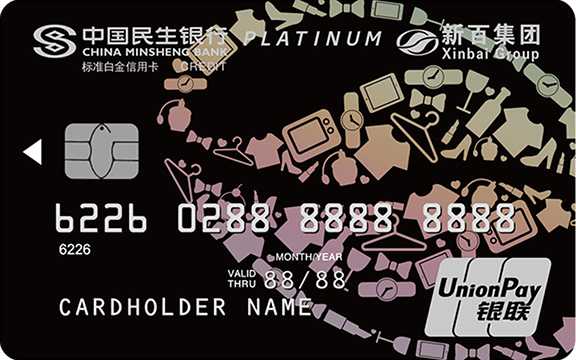 中国民生银行 PLATINUM 新百集团
CHINA MINSHENG BANK Xinbai Group
标准白金信用卡 CREDIT
6226 0288 8888 8888
6226
MONTH/YEAR
VALID THRU 88/88
CARDHOLDER NAME
UnionPay
银联